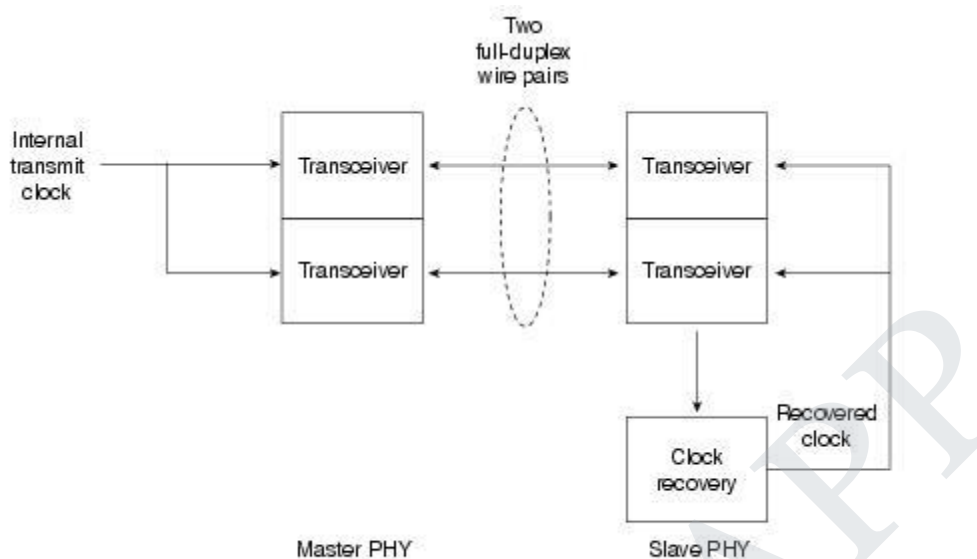 Two
full-duplex
wire pairs
Internal
transmit
clock
Transceiver
Transceiver
Transceiver
Transceiver
Recovered
clock
Clock
recovery
Master PHY
Slave PHY
APP